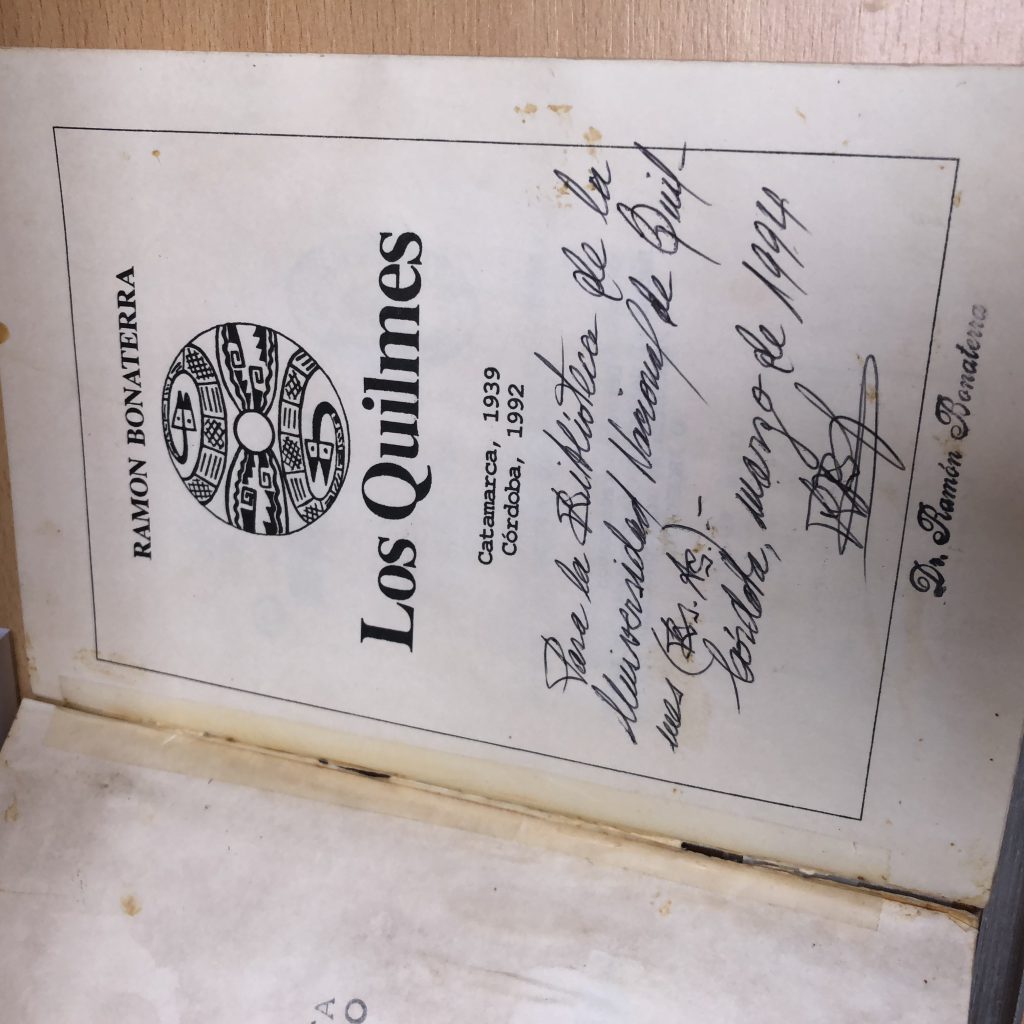 RAMON BONATERRA
Los Quilmes
Catamarca, 1939
Córdoba, 1992
Para la Biblioteca de la
Universidad Nacional de Quil-
mes (Bs. As.).-
Córdoba, marzo de 1994
Dr. Ramón Bonaterra